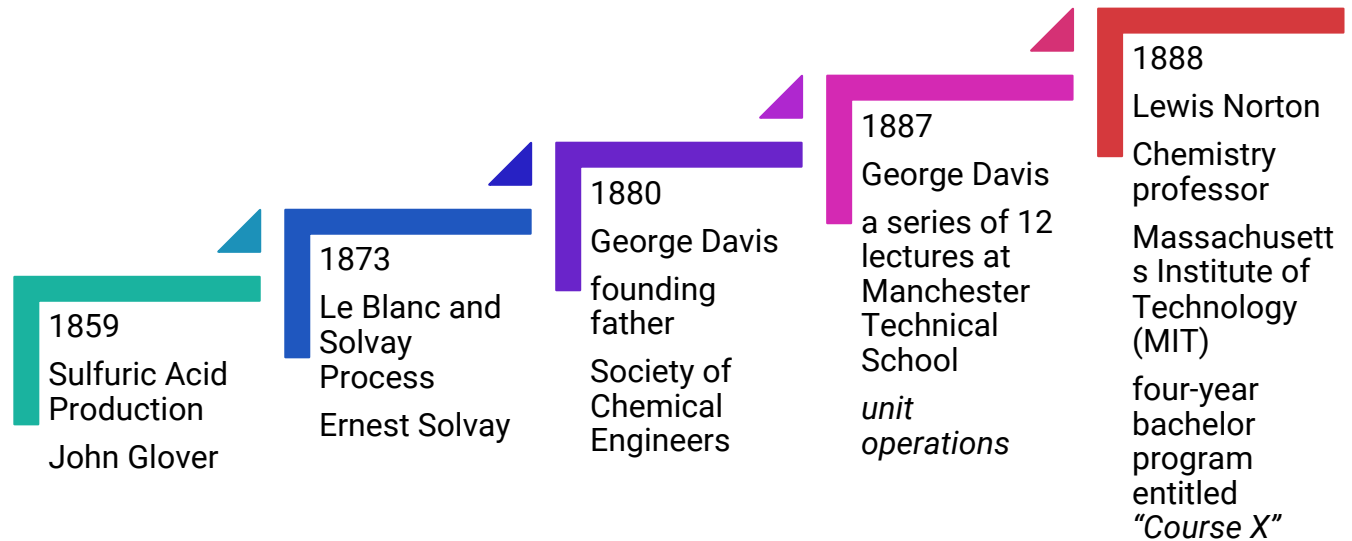 1859
Sulfuric Acid
Production
John Glover
1873
Le Blanc and
Solvay
Process
Ernest Solvay
1880
George Davis
founding
father
Society of
Chemical
Engineers
1887
George Davis
a series of 12
lectures at
Manchester
Technical
School
unit
operations
1888
Lewis Norton
Chemistry
professor
Massachusett
s Institute of
Technology
(MIT)
four-year
bachelor
program
entitled
“Course X”